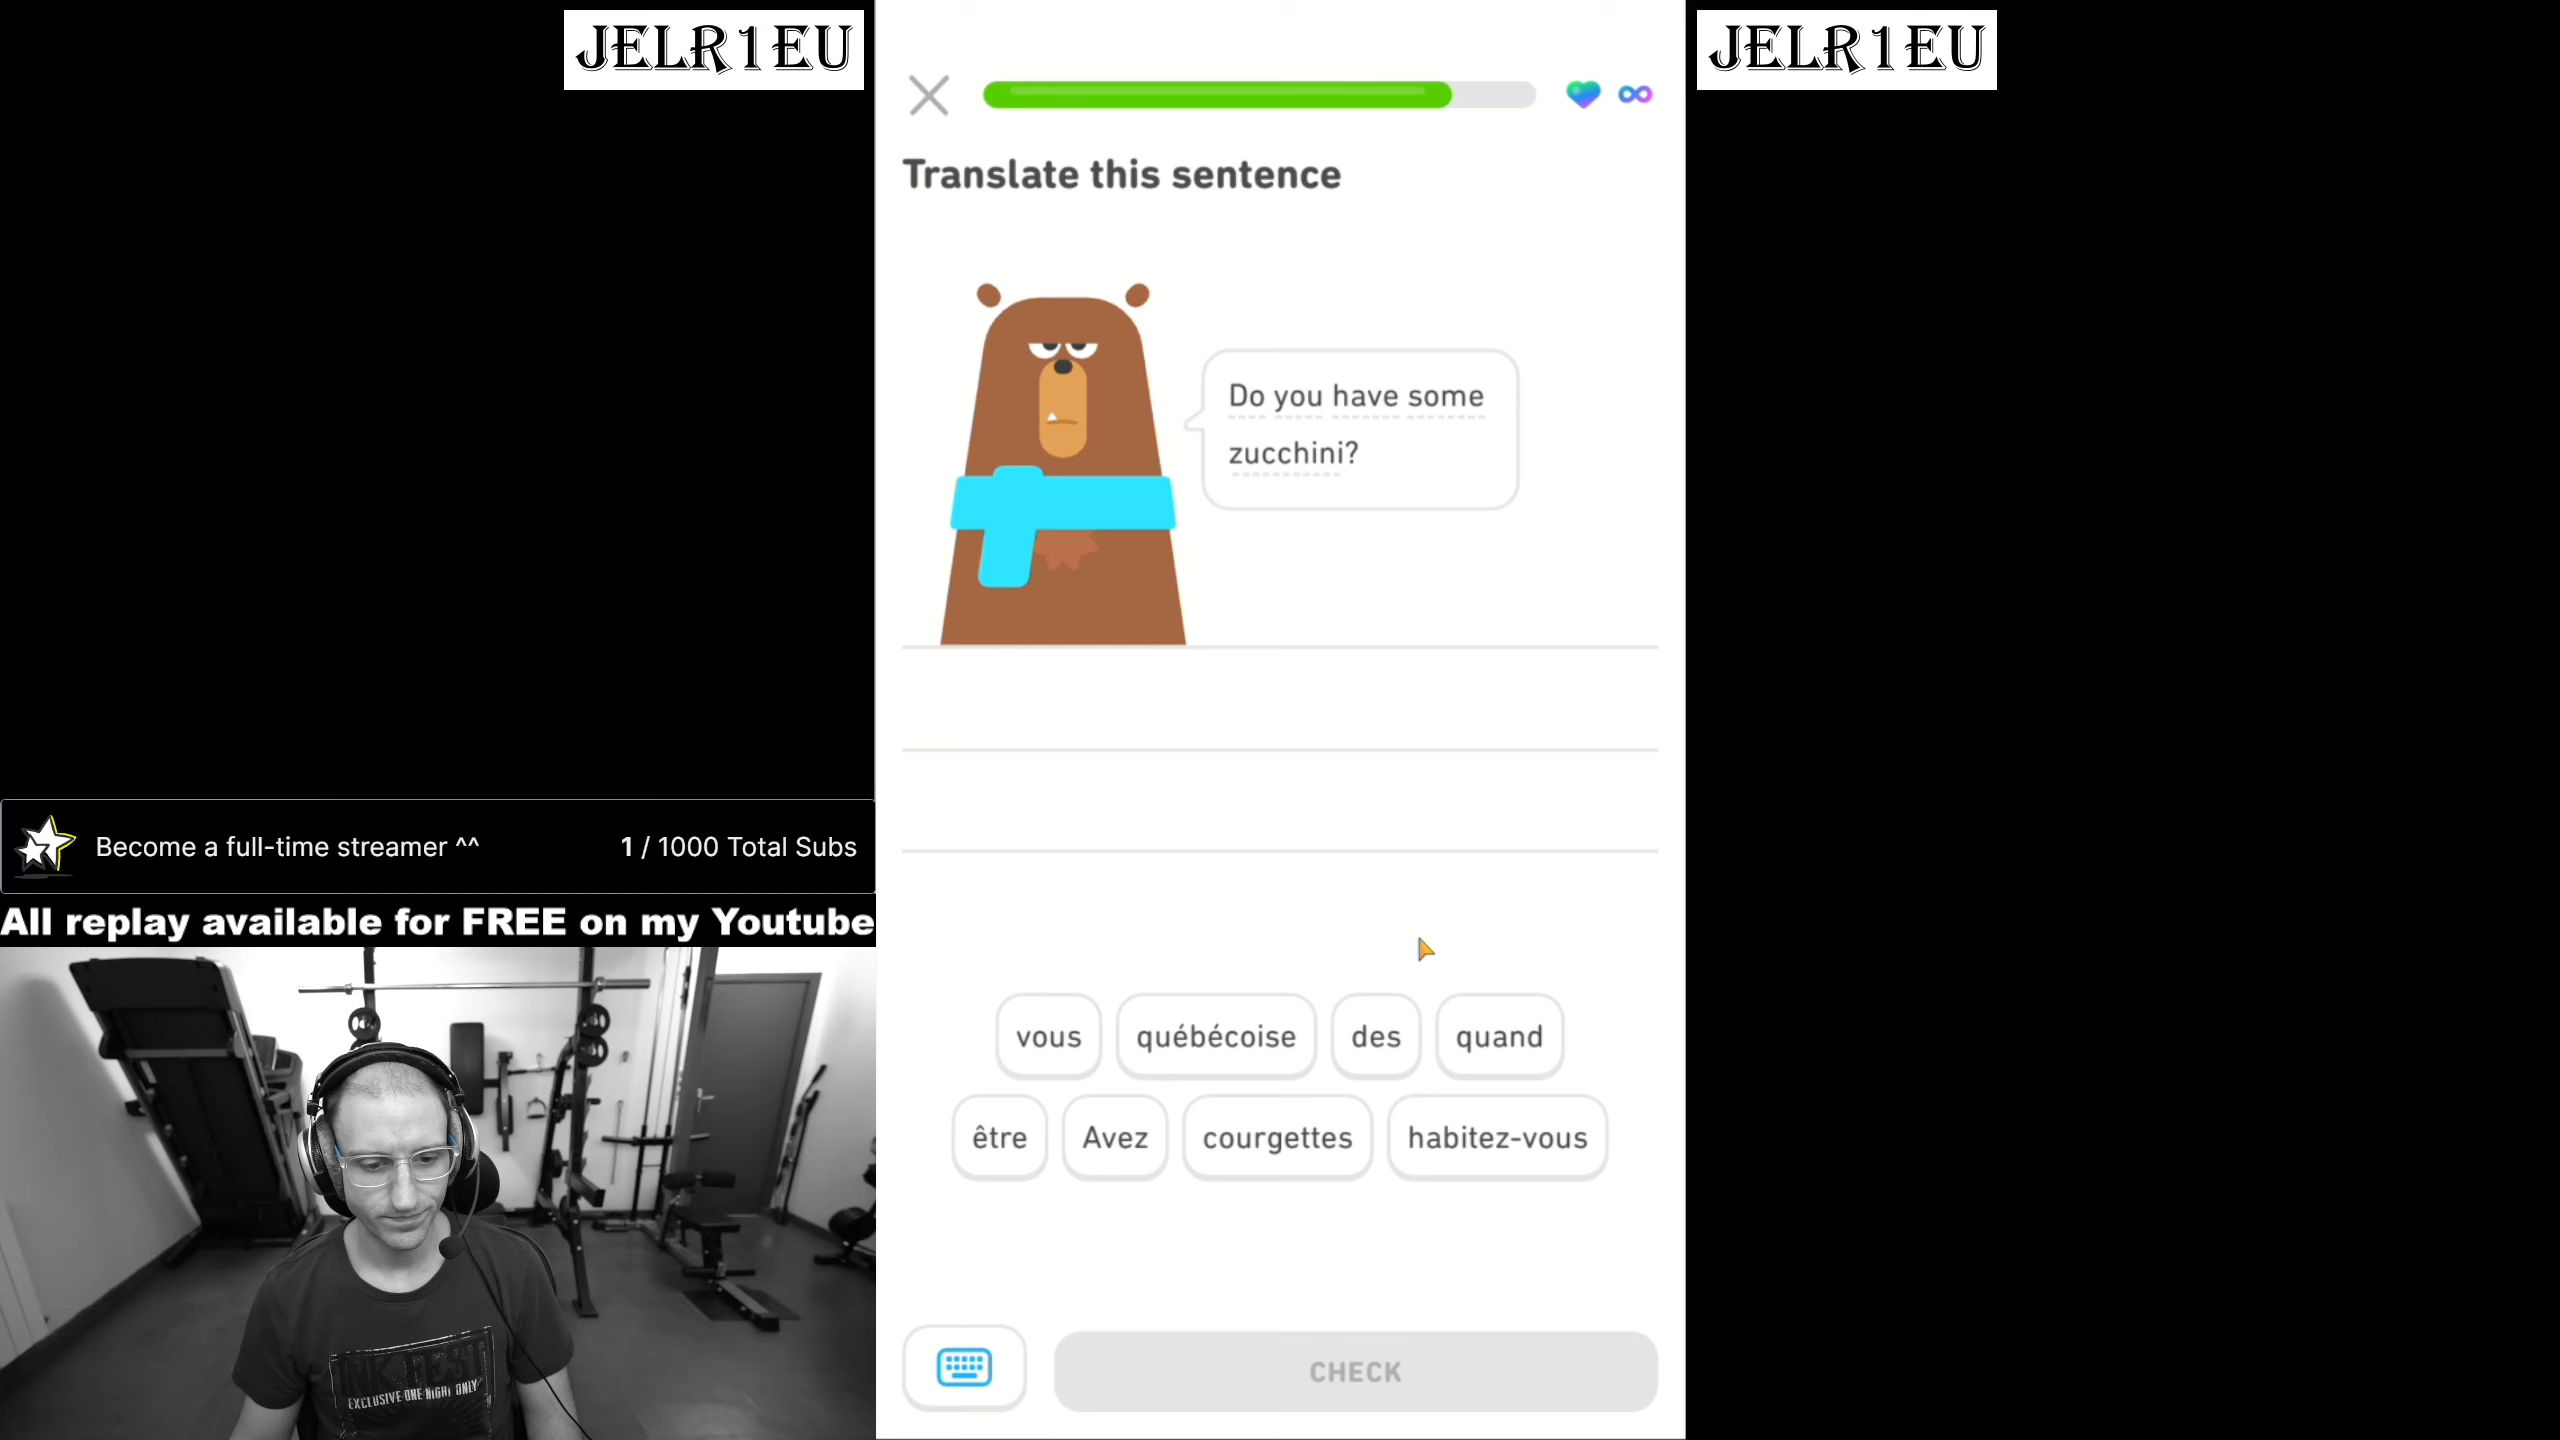 JELR1EU
JELR1EU
Translate this sentence
Do you have some
zucchini?
vous québécoise des quand
être Avez courgettes habitez-vous
CHECK
Become a full-time streamer ^^ 1 / 1000 Total Subs
All replay available for FREE on my Youtube
EXCLUSIVE ONE NIGHT ONLY